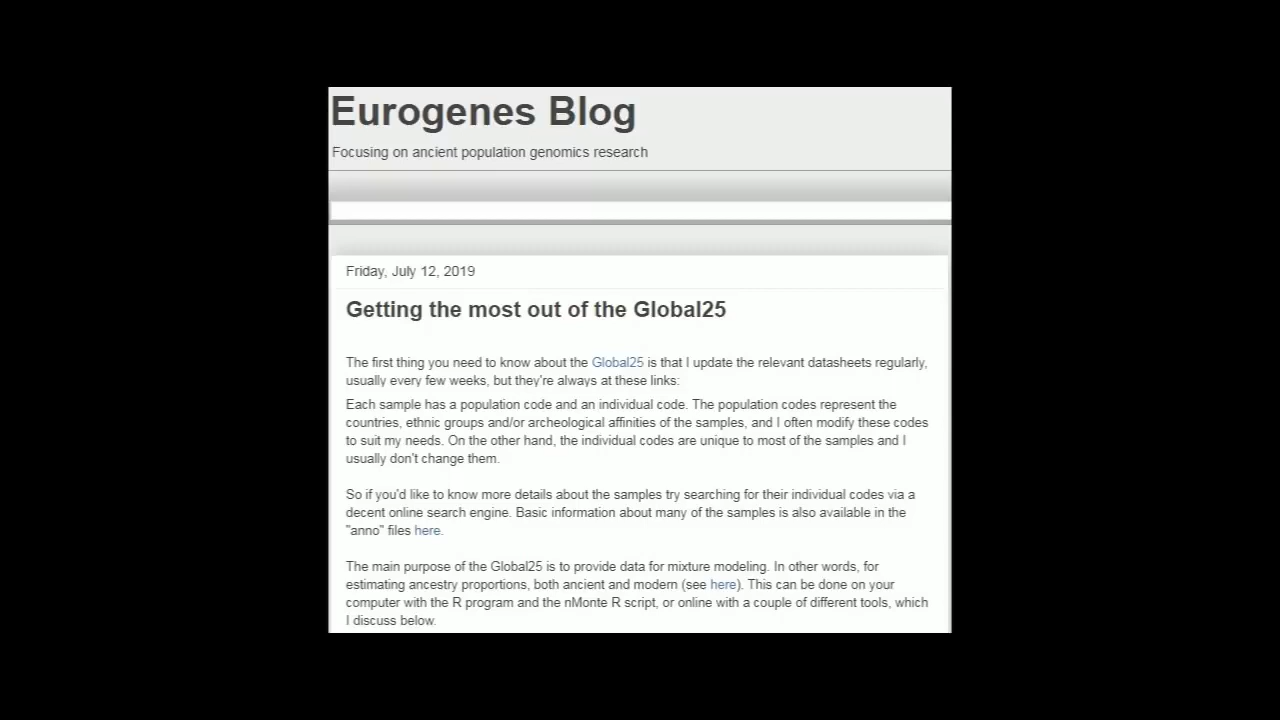 Eurogenes Blog
Focusing on ancient population genomics research
Friday, July 12, 2019
Getting the most out of the Global25
The first thing you need to know about the Global25 is that I update the relevant datasheets regularly,
usually every few weeks, but they're always at these links:
Each sample has a population code and an individual code. The population codes represent the
countries, ethnic groups and/or archeological affinities of the samples, and I often modify these codes
to suit my needs. On the other hand, the individual codes are unique to most of the samples and I
usually don't change them.
So if you'd like to know more details about the samples try searching for their individual codes via a
decent online search engine. Basic information about many of the samples is also available in the
"anno" files here.
The main purpose of the Global25 is to provide data for mixture modeling. In other words, for
estimating ancestry proportions, both ancient and modern (see here). This can be done on your
computer with the R program and the nMonte R script, or online with a couple of different tools, which
I discuss below.